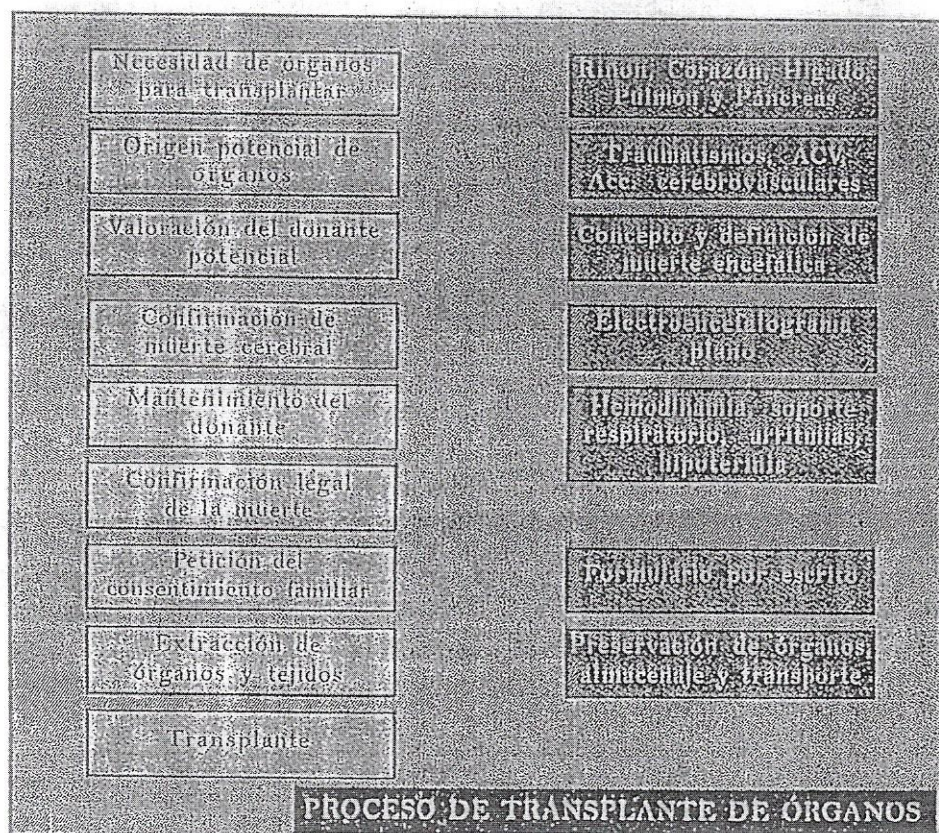 Necesidad de órganos
para transplantar
Riñón, Corazón, Hígado,
Pulmón y Páncreas
Origen potencial de
órganos
Traumatismos, ACV,
Acc. cerebrovasculares
Valoración del donante
potencial
Concepto y definición de
muerte encefálica
Confirmación de
muerte cerebral
Electroencefalograma
plano
Mantenimiento del
donante
Hemodinamia soporte
respiratorio, arritmias,
hipotermia
Confirmación legal
de la muerte
Petición del
consentimiento familiar
Formulario por escrito
Extracción de
órganos y tejidos
Preservación de órganos,
almacenaje y transporte
Transplante
PROCESO DE TRANSPLANTE DE ÓRGANOS